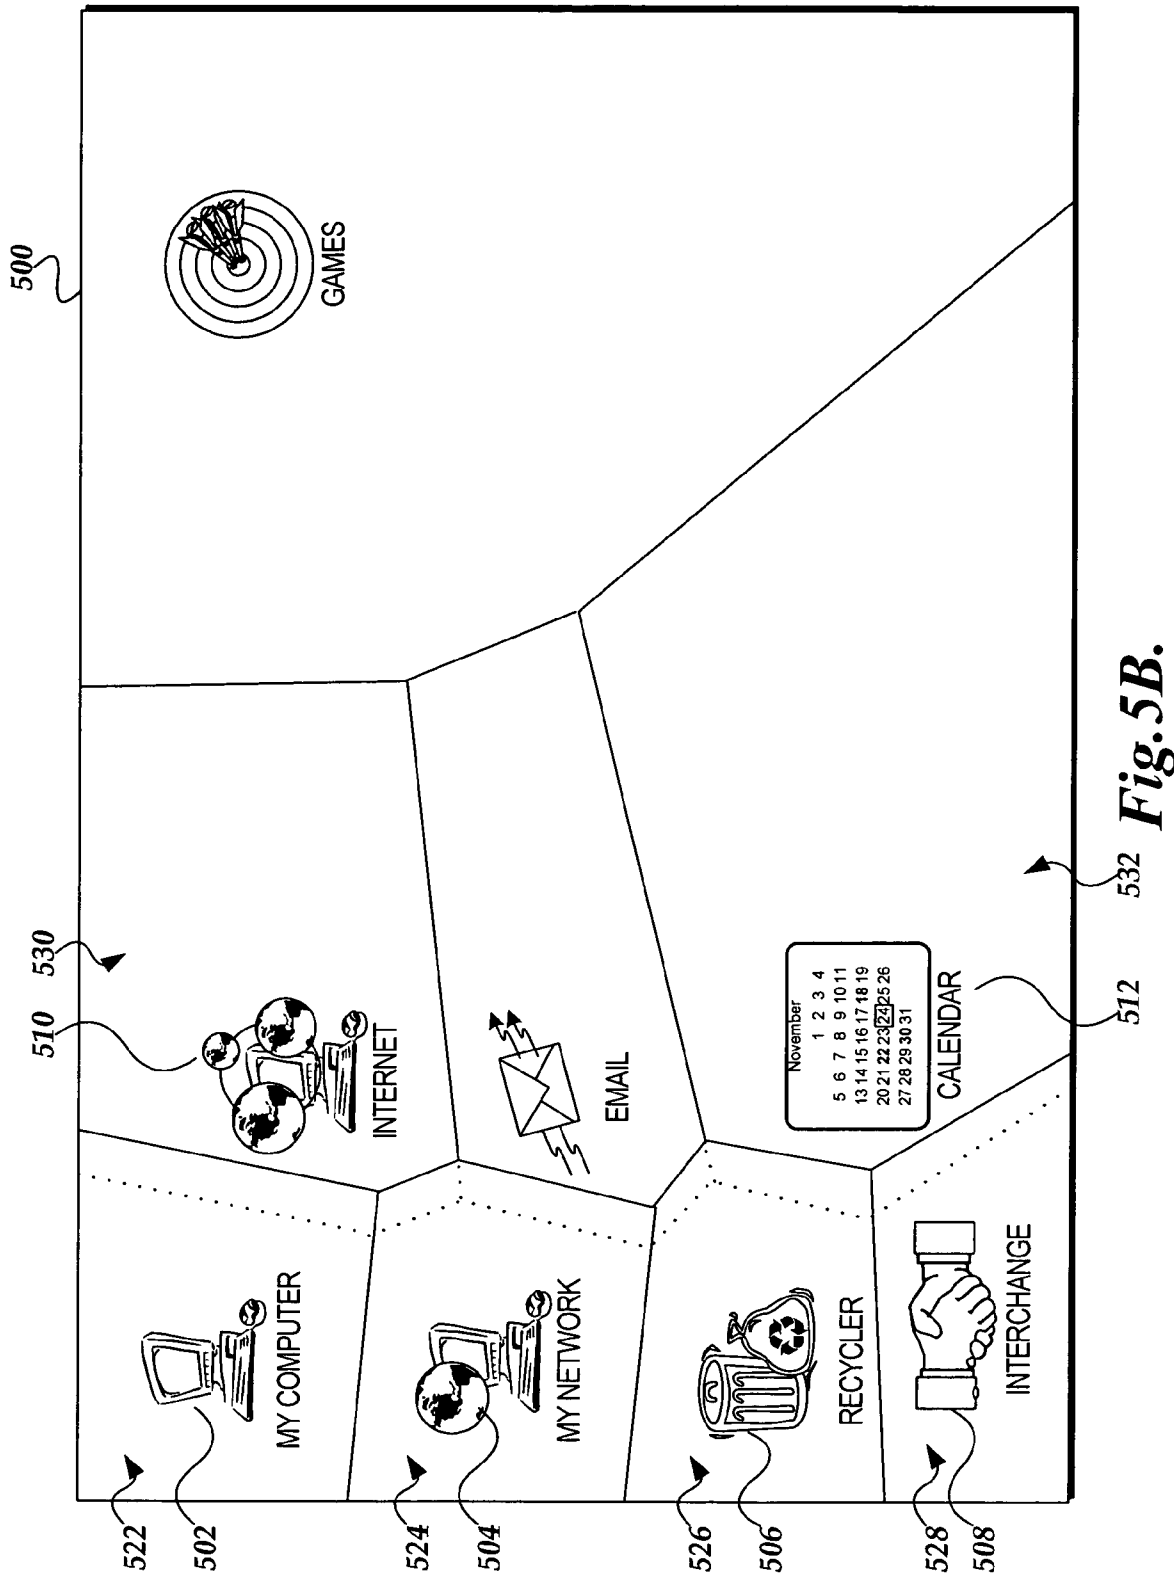 500
530
510
522
502
MY COMPUTER
INTERNET
GAMES
524
504
MY NETWORK
EMAIL
526
506
RECYCLER
November
1 2 3 4
5 6 7 8 9 10 11
13 14 15 16 17 18 19
20 21 22 23 24 25 26
27 28 29 30 31
CALENDAR
528
508
INTERCHANGE
512
532
Fig.5B.